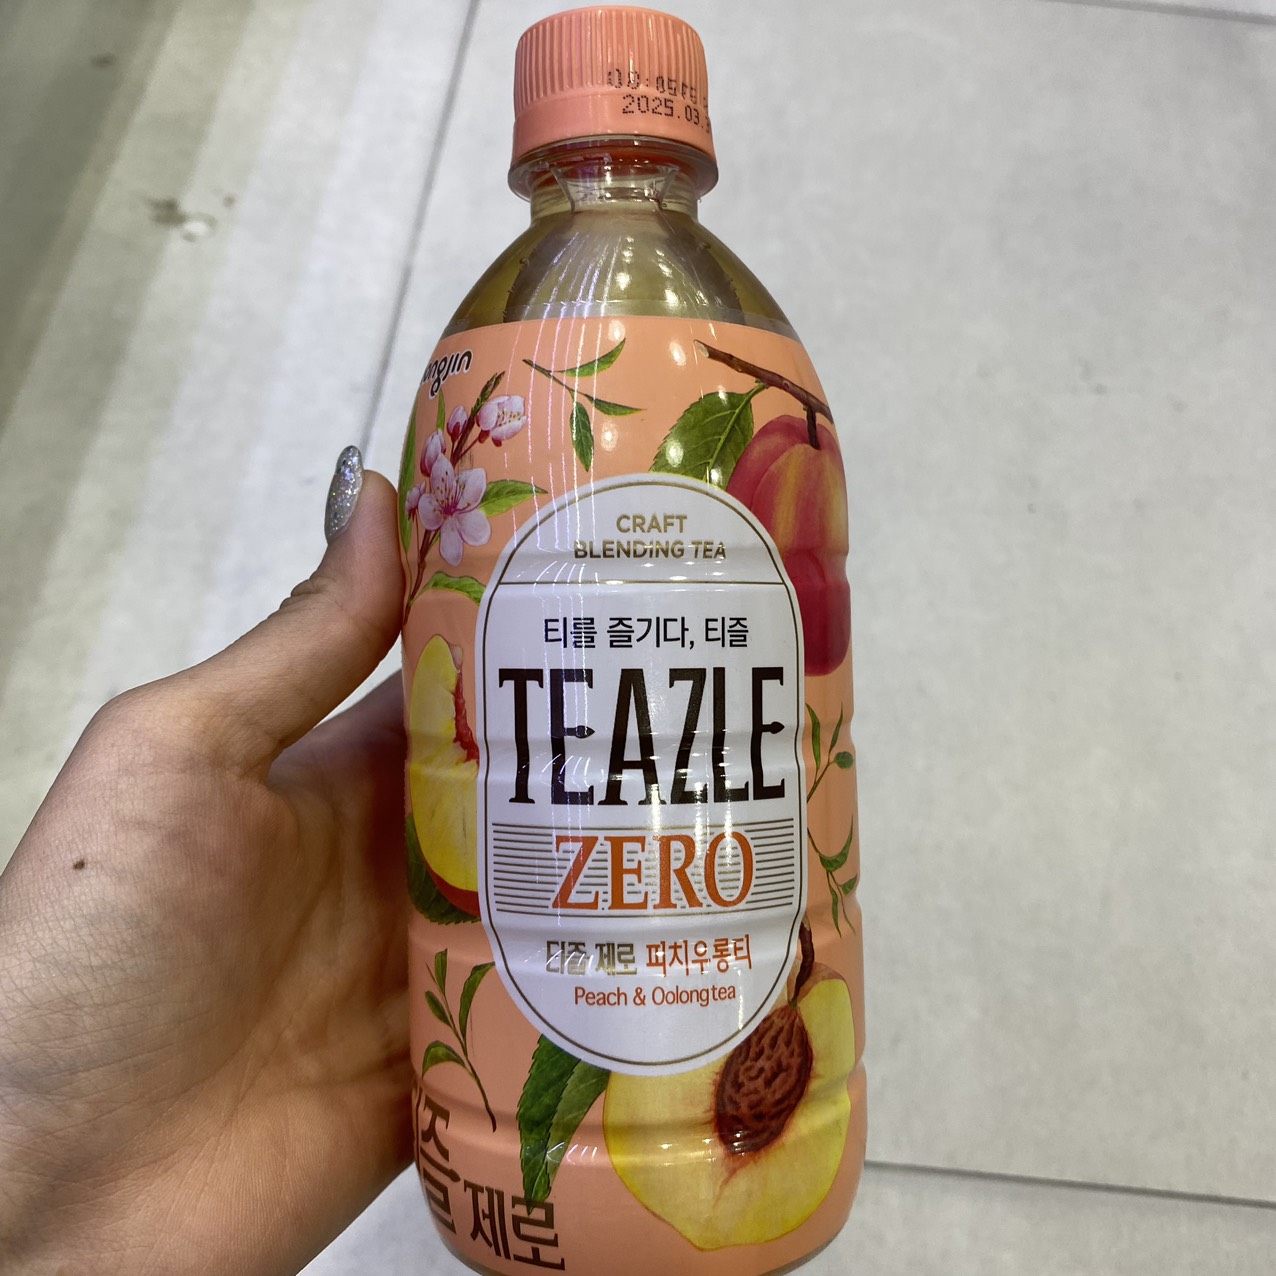 2025.03.3
CRAFT
BLENDING TEA
티를 즐기다, 티즐
TEAZLE
ZERO
티즐 제로 피치우롱티
Peach & Oolong tea
제로